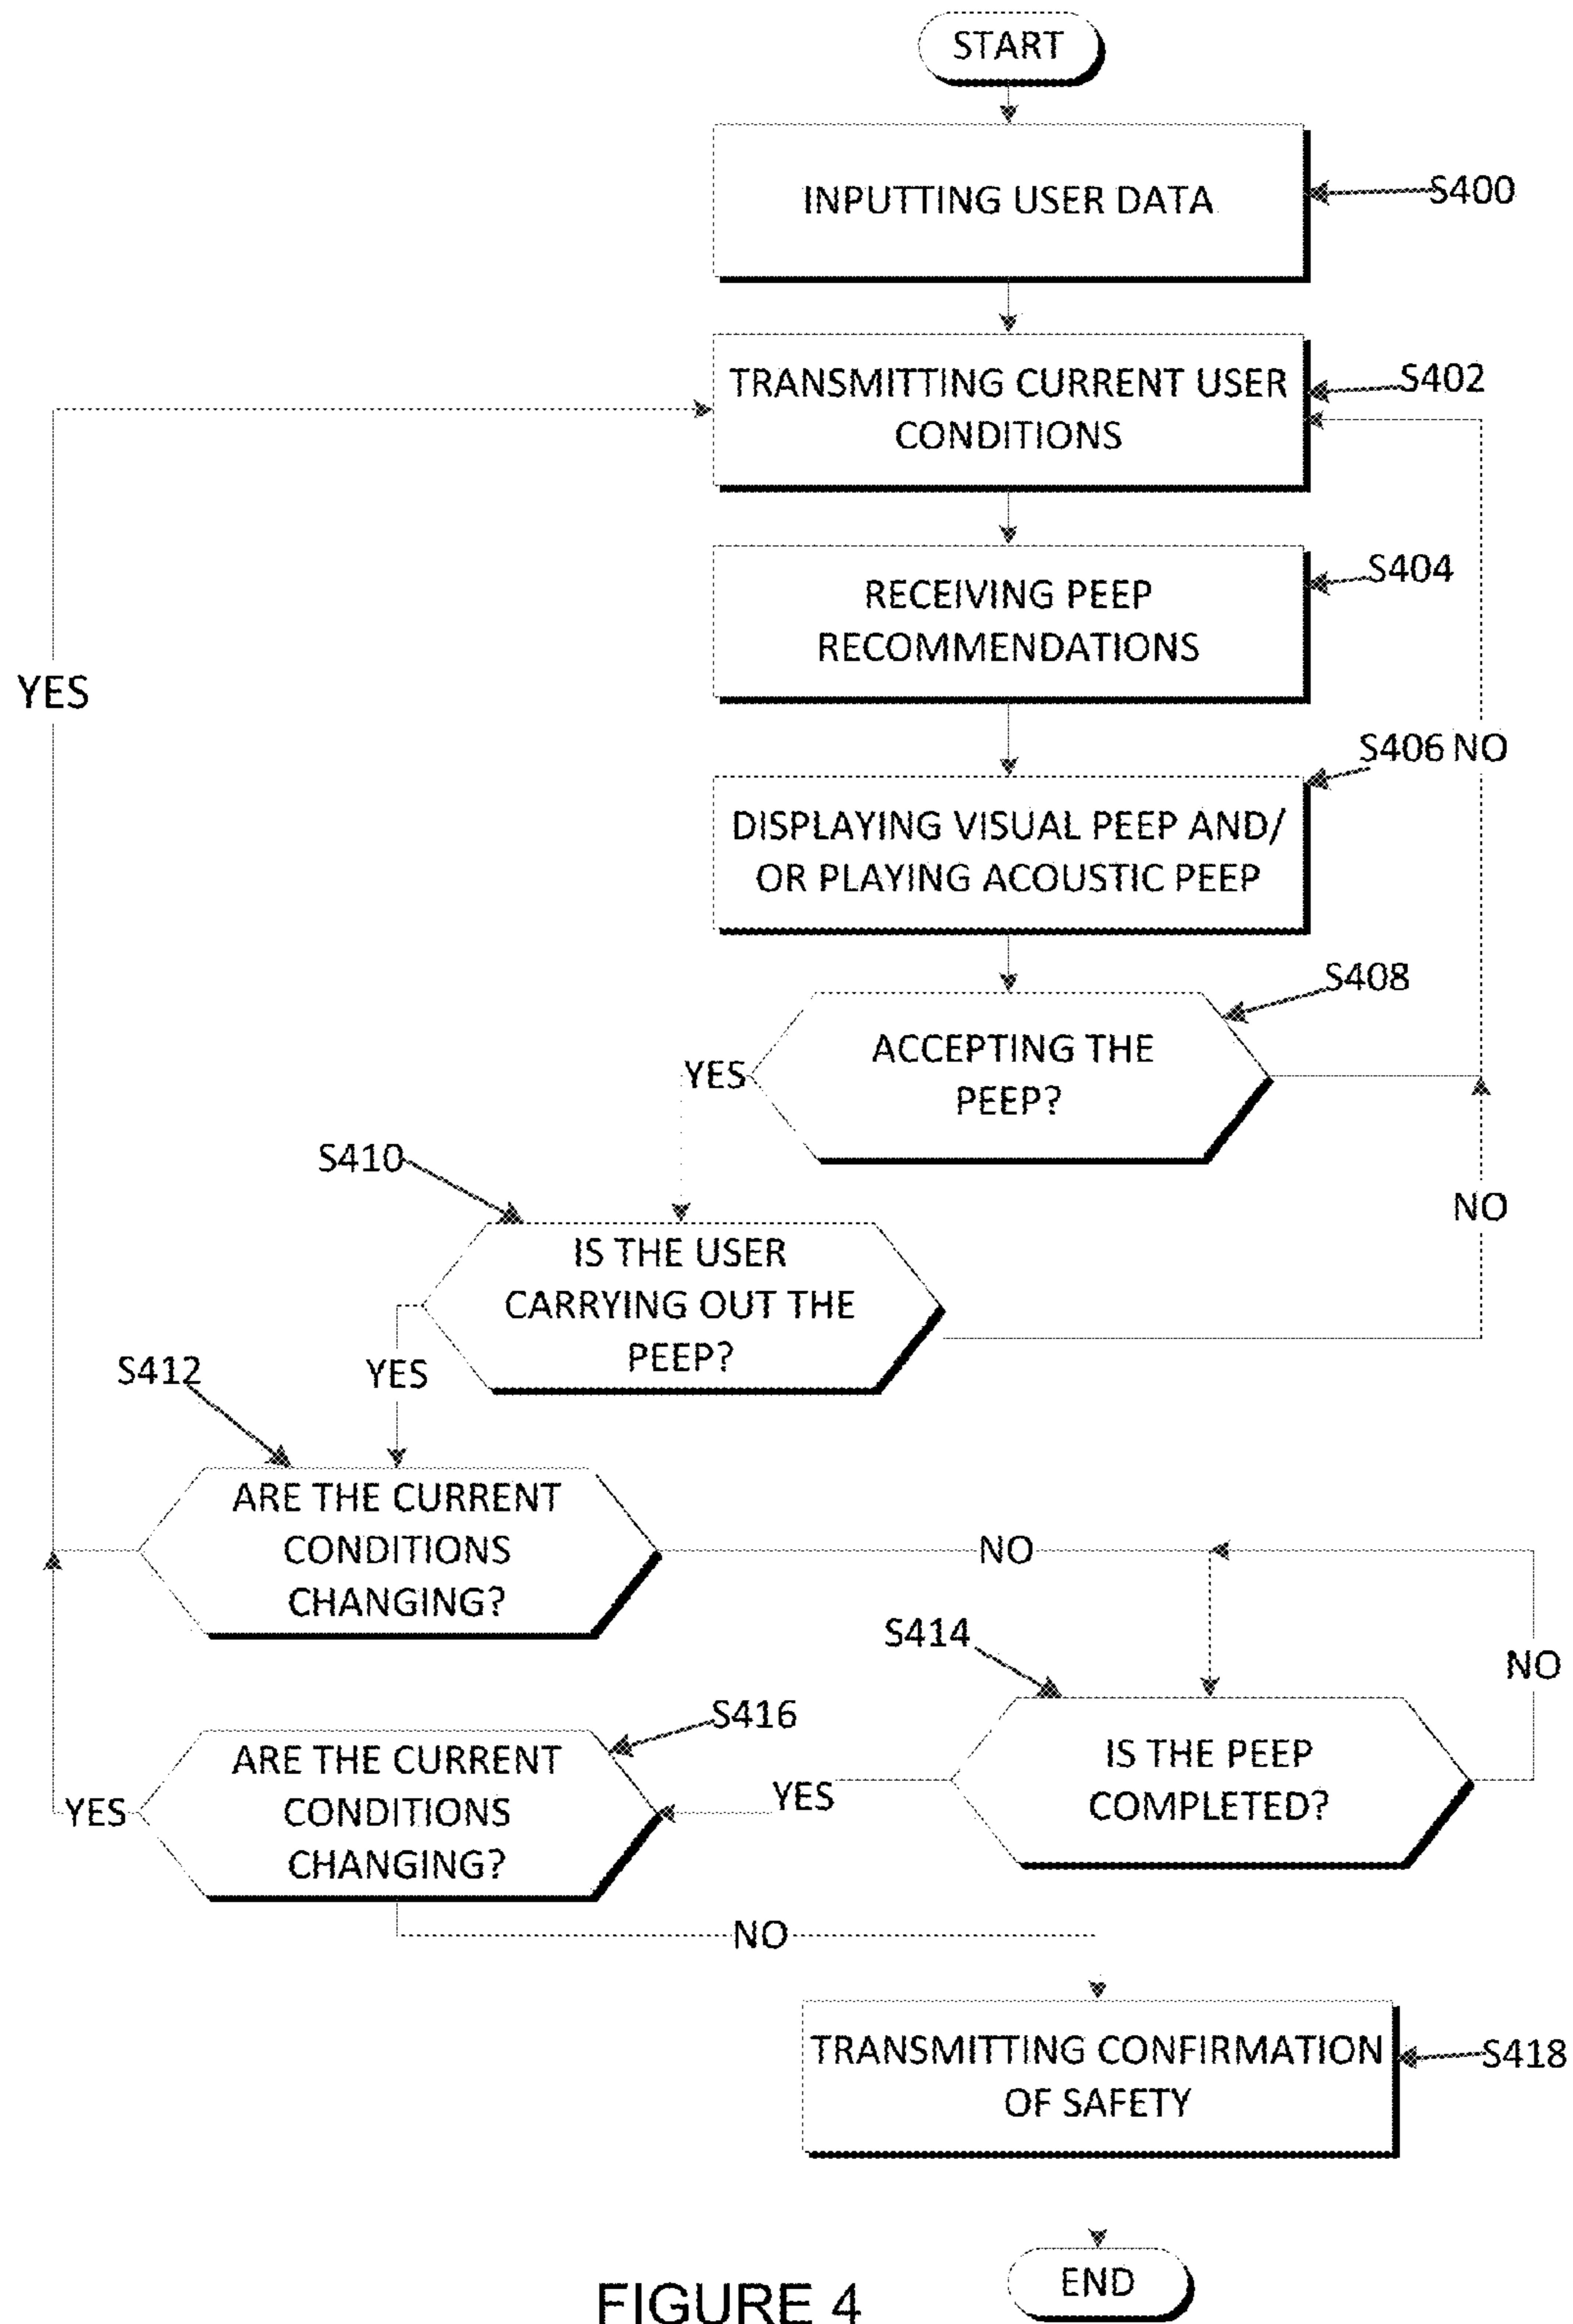 START
INPUTTING USER DATA
S400
TRANSMITTING CURRENT USER
CONDITIONS
S402
RECEIVING PEEP
RECOMMENDATIONS
S404
YES
S406
NO
DISPLAYING VISUAL PEEP AND/
OR PLAYING ACOUSTIC PEEP
S408
ACCEPTING THE
PEEP?
YES
S410
NO
IS THE USER
CARRYING OUT THE
PEEP?
S412
YES
ARE THE CURRENT
CONDITIONS
CHANGING?
NO
S414
NO
IS THE PEEP
COMPLETED?
S416
YES
ARE THE CURRENT
CONDITIONS
CHANGING?
YES
NO
TRANSMITTING CONFIRMATION
OF SAFETY
S418
END
FIGURE 4